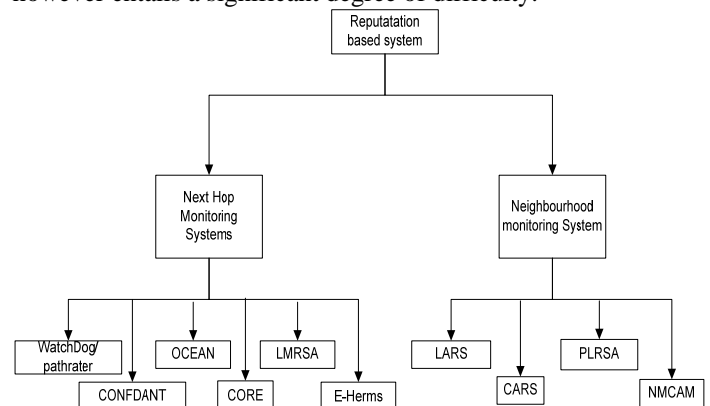 however entails a significant degree of difficulty.
Reputatation
based system
Next Hop
Monitoring
Systems
Neighbourhood
monitoring System
WatchDog/
pathrater
OCEAN
LMRSA
CONFDANT
CORE
E-Herms
LARS
PLRSA
CARS
NMCAM